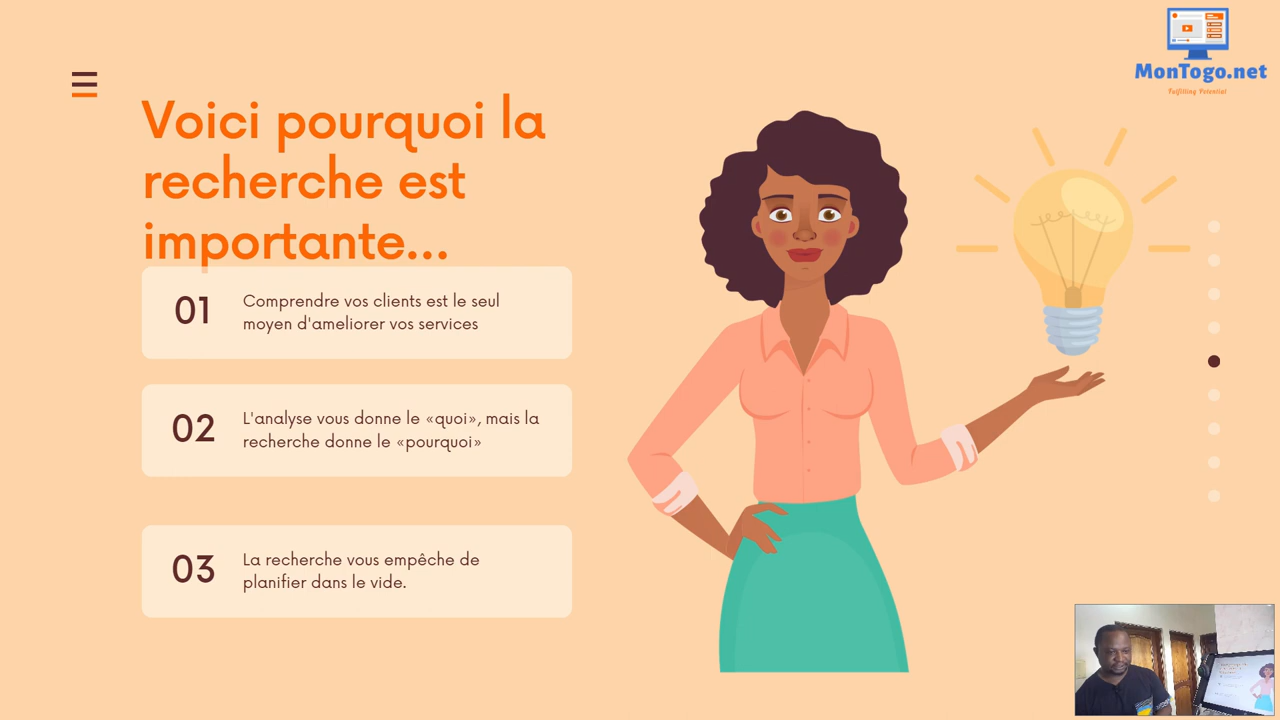 MonTogo.net
Fulfilling Potential
Voici pourquoi la
recherche est
importante...
01
Comprendre vos clients est le seul
moyen d'ameliorer vos services
02
L'analyse vous donne le «quoi», mais la
recherche donne le «pourquoi»
03
La recherche vous empêche de
planifier dans le vide.